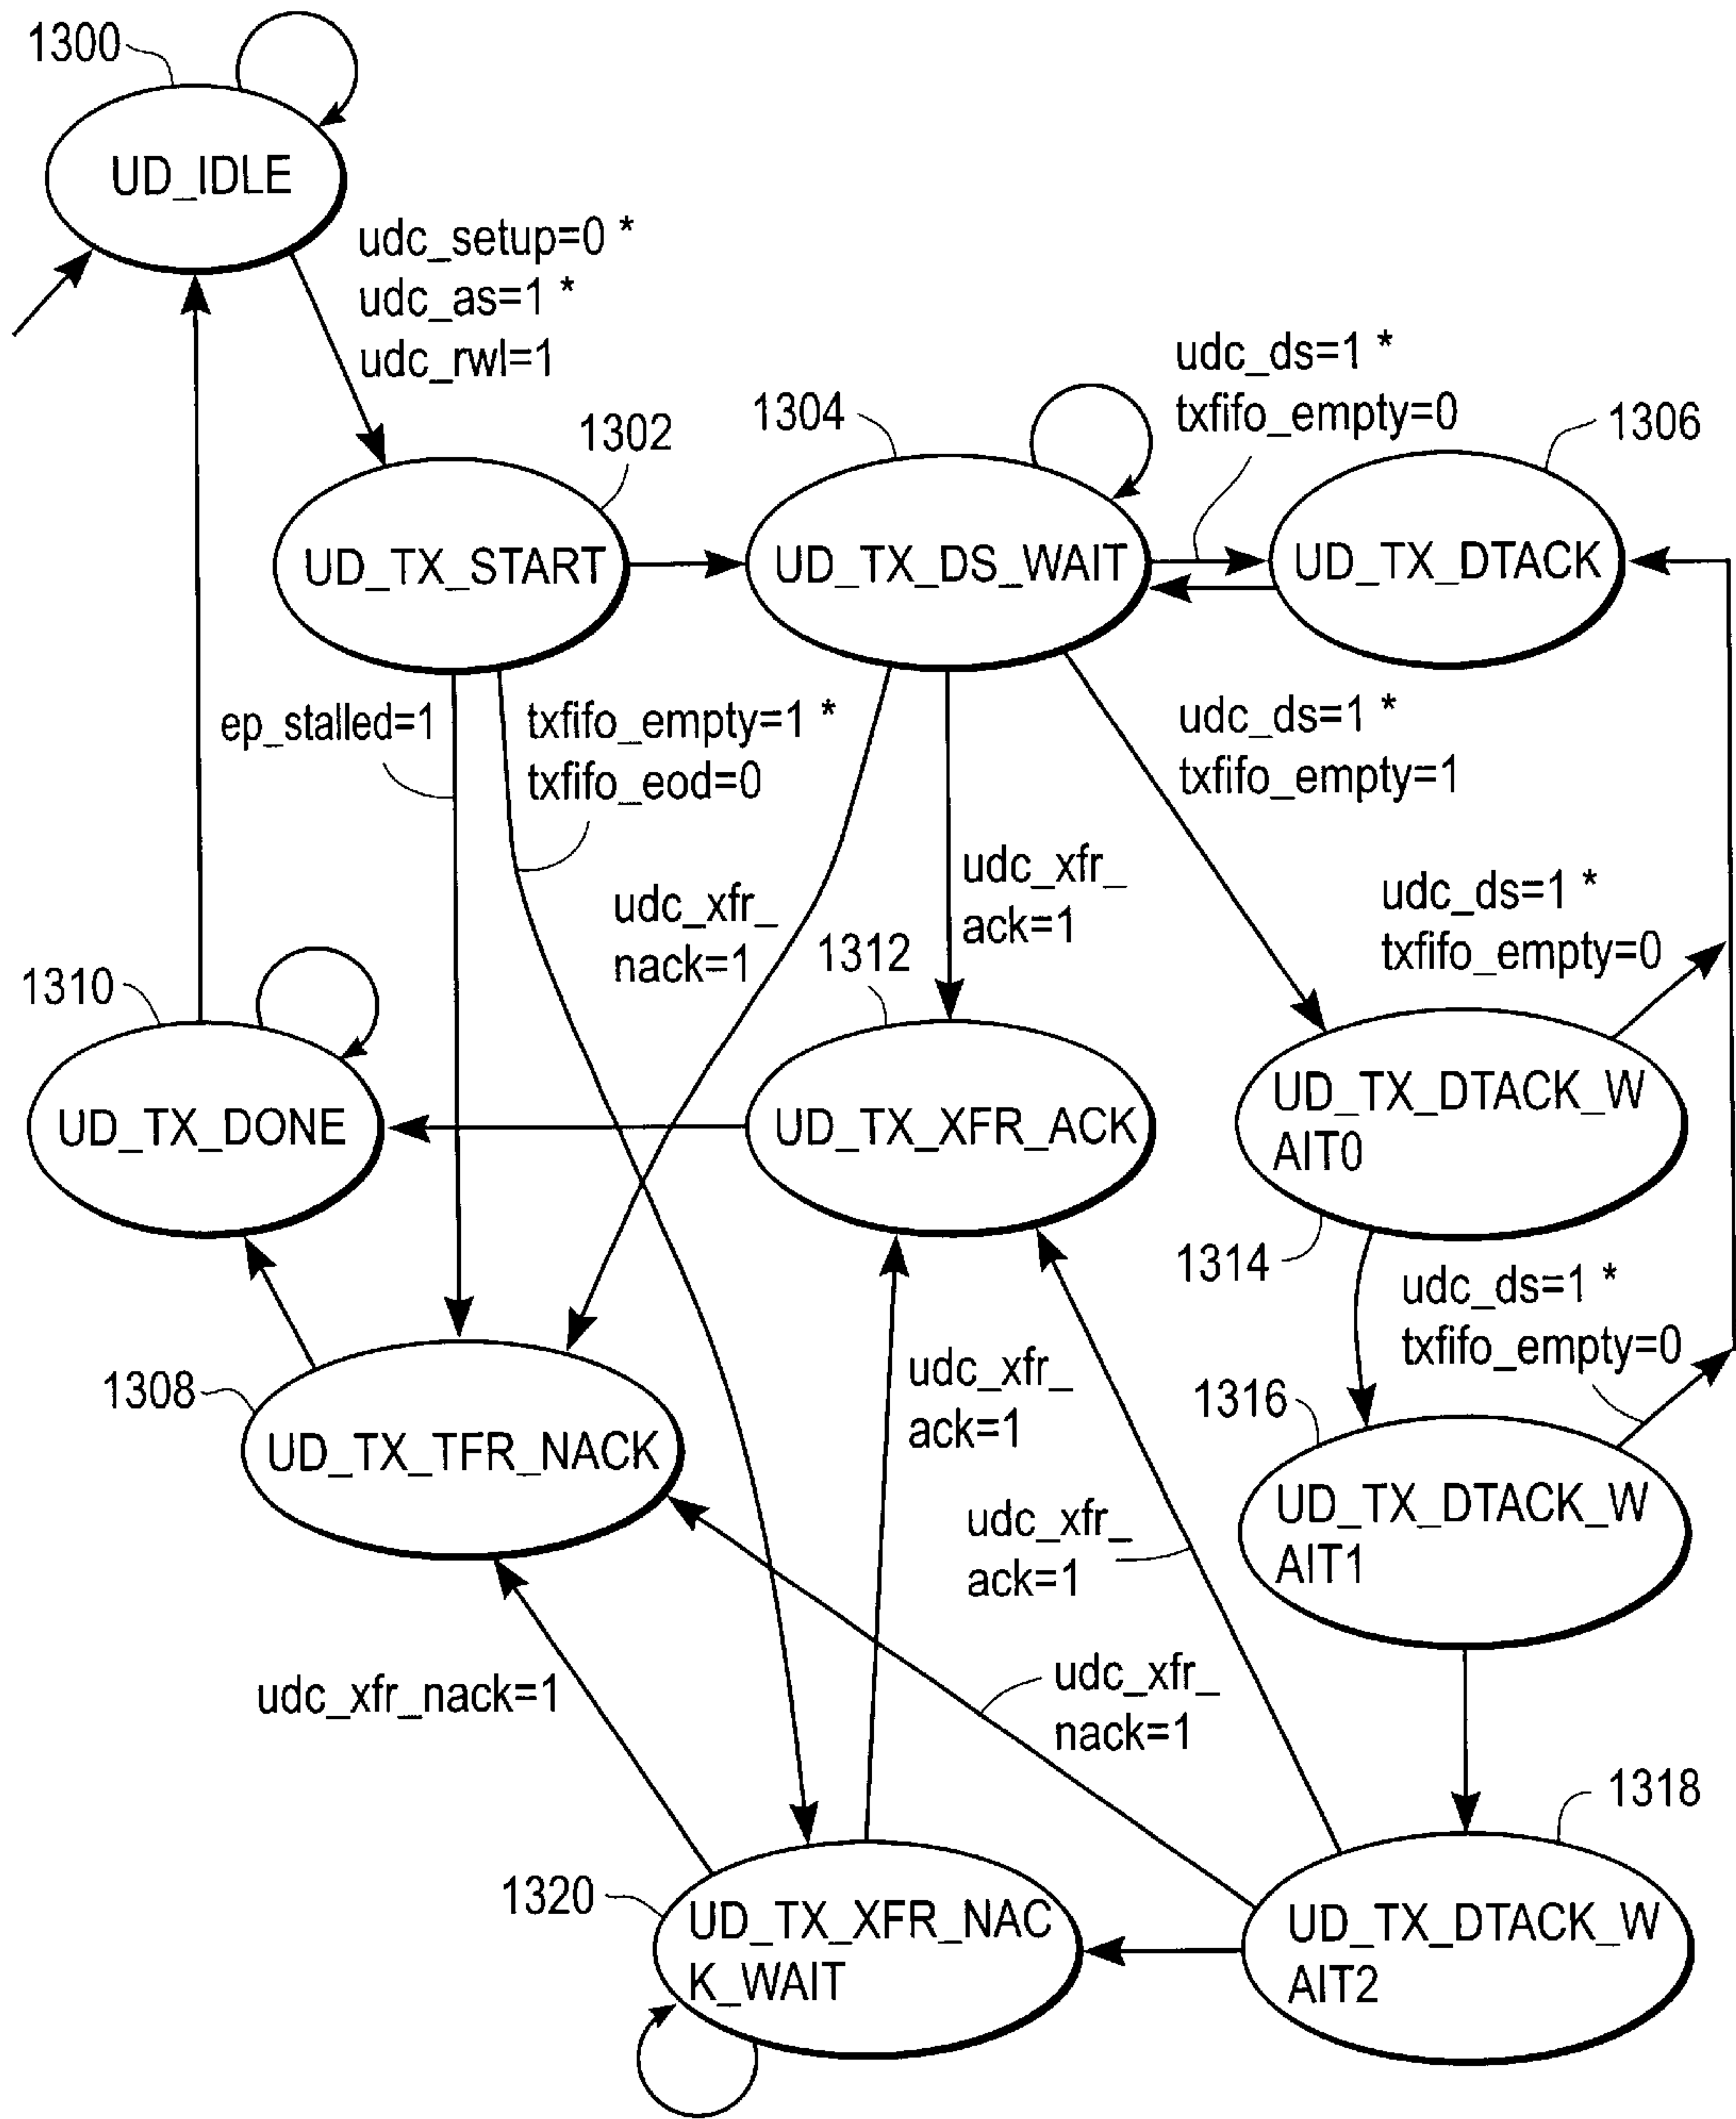 1300
UD_IDLE
udc_setup=0 *
udc_as=1 *
udc_rwl=1
1302
UD_TX_START
1304
UD_TX_DS_WAIT
udc_ds=1 *
txfifo_empty=0
1306
UD_TX_DTACK
ep_stalled=1
txfifo_empty=1 *
txfifo_eod=0
udc_xfr_
nack=1
udc_xfr_
ack=1
udc_ds=1 *
txfifo_empty=1
udc_ds=1 *
txfifo_empty=0
1310
UD_TX_DONE
1312
UD_TX_XFR_ACK
UD_TX_DTACK_W
AIT0
1314
udc_ds=1 *
txfifo_empty=0
1308
UD_TX_TFR_NACK
udc_xfr_
ack=1
1316
UD_TX_DTACK_W
AIT1
udc_xfr_
ack=1
udc_xfr_nack=1
udc_xfr_
nack=1
1318
UD_TX_DTACK_W
AIT2
1320
UD_TX_XFR_NAC
K_WAIT